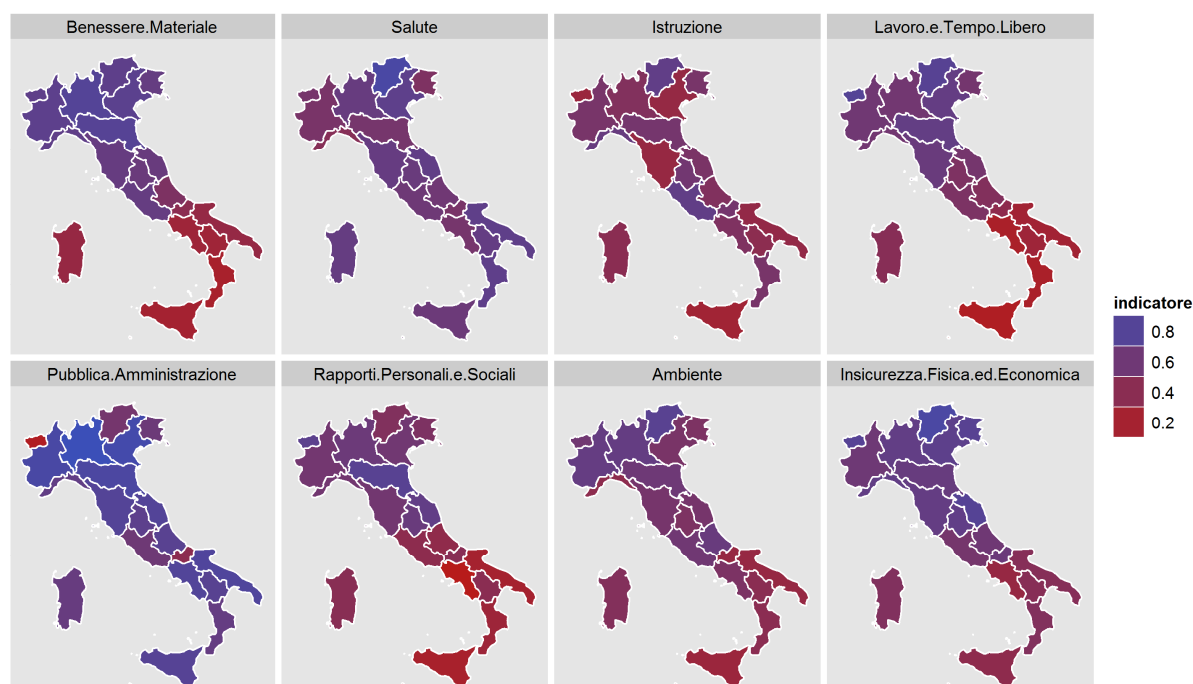 Benessere.Materiale
Salute
Istruzione
Lavoro.e.Tempo.Libero
Pubblica.Amministrazione
Rapporti.Personali.e.Sociali
Ambiente
Insicurezza.Fisica.ed.Economica
indicatore
0.8
0.6
0.4
0.2